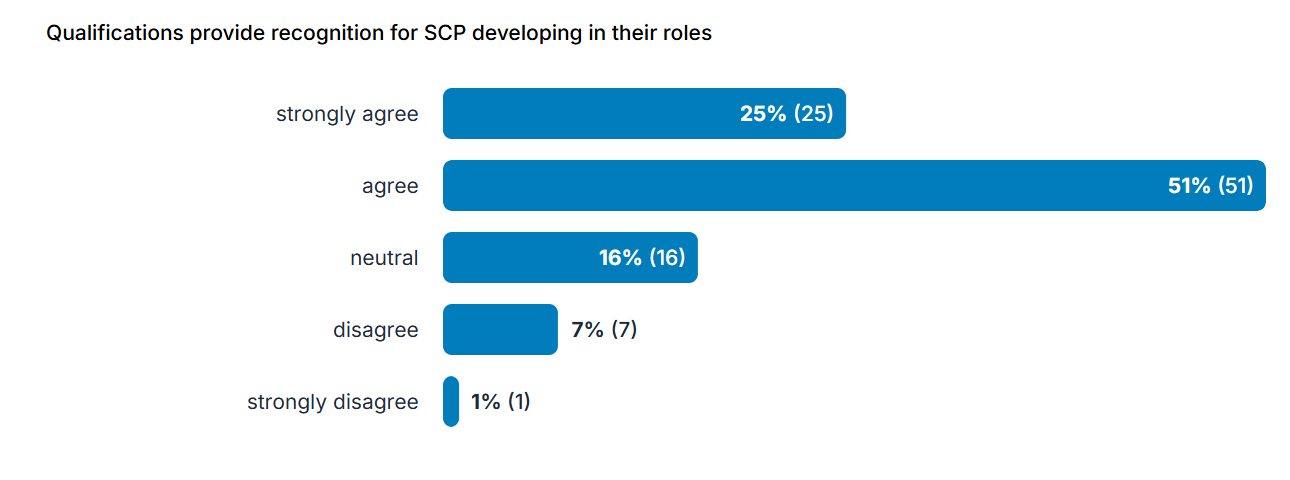 Qualifications provide recognition for SCP developing in their roles
strongly agree 25% (25)
agree 51% (51)
neutral 16% (16)
disagree 7% (7)
strongly disagree 1% (1)